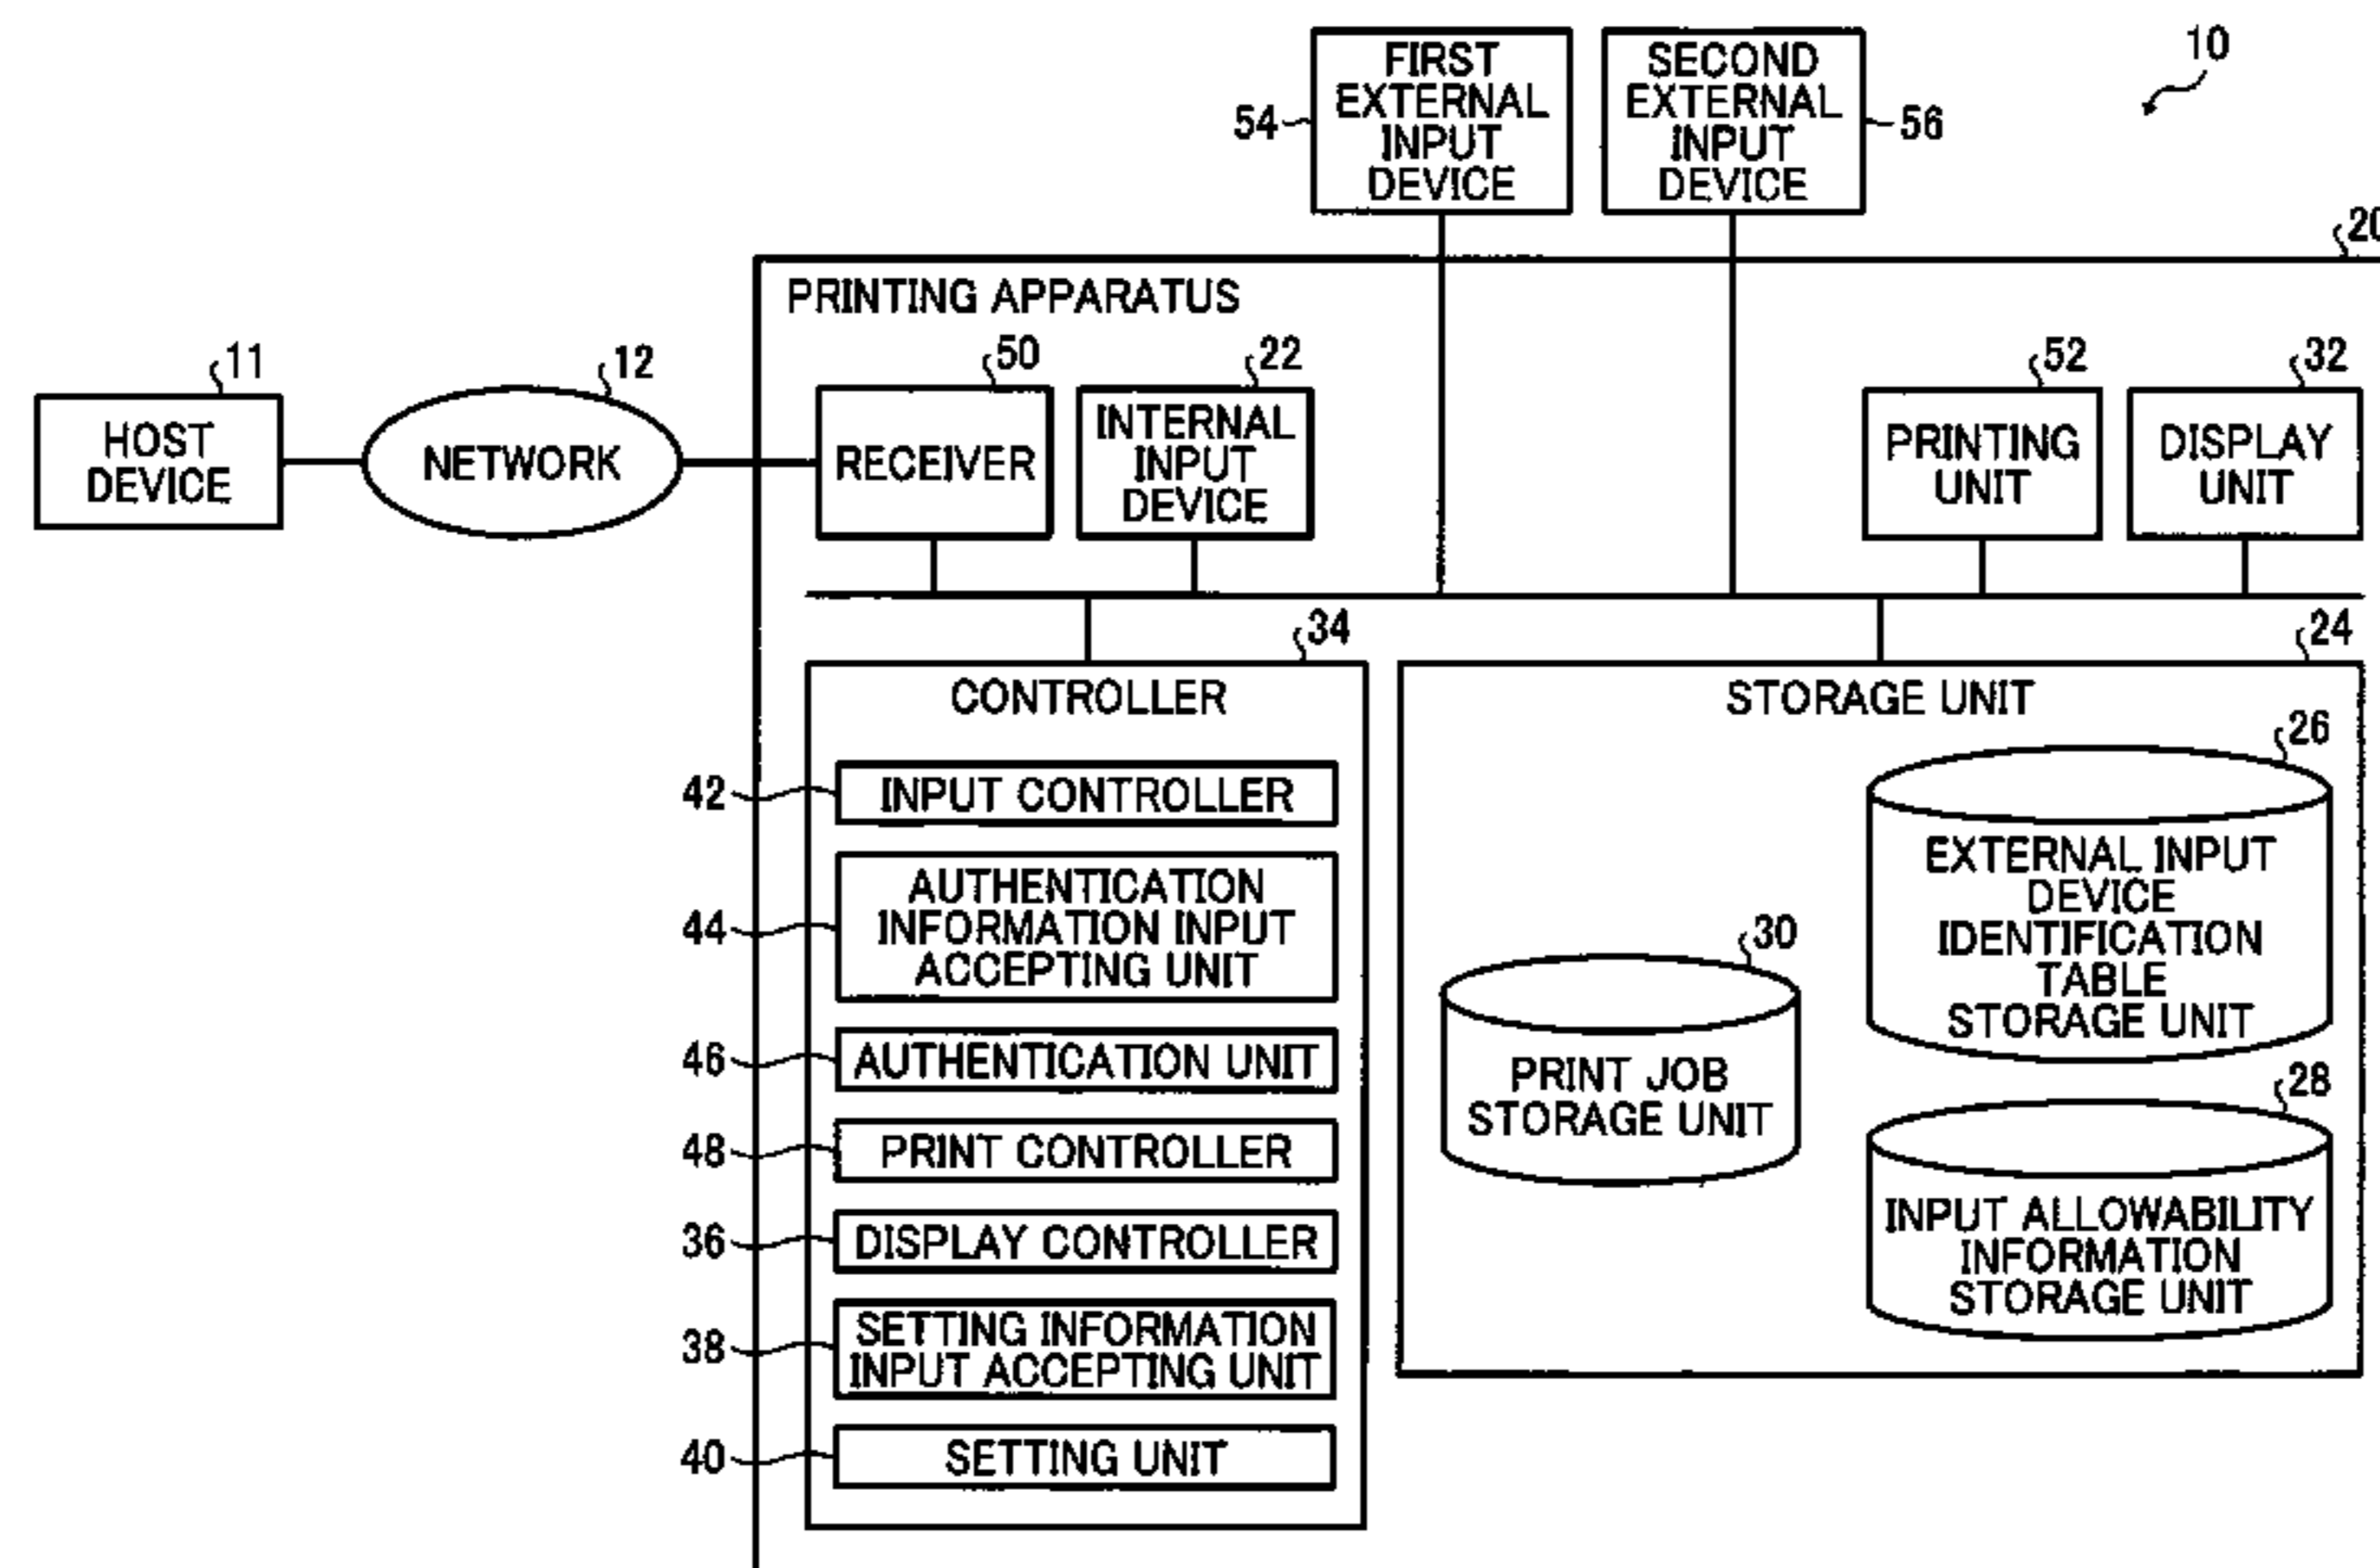 10
FIRST
EXTERNAL
INPUT
DEVICE
54
SECOND
EXTERNAL
INPUT
DEVICE
56
20
PRINTING APPARATUS
11
HOST
DEVICE
12
NETWORK
50
RECEIVER
22
INTERNAL
INPUT
DEVICE
52
PRINTING
UNIT
32
DISPLAY
UNIT
34
CONTROLLER
42
INPUT CONTROLLER
44
AUTHENTICATION
INFORMATION INPUT
ACCEPTING UNIT
46
AUTHENTICATION UNIT
48
PRINT CONTROLLER
36
DISPLAY CONTROLLER
38
SETTING INFORMATION
INPUT ACCEPTING UNIT
40
SETTING UNIT
24
STORAGE UNIT
26
EXTERNAL INPUT
DEVICE
IDENTIFICATION
TABLE
STORAGE UNIT
30
PRINT JOB
STORAGE UNIT
28
INPUT ALLOWABILITY
INFORMATION
STORAGE UNIT